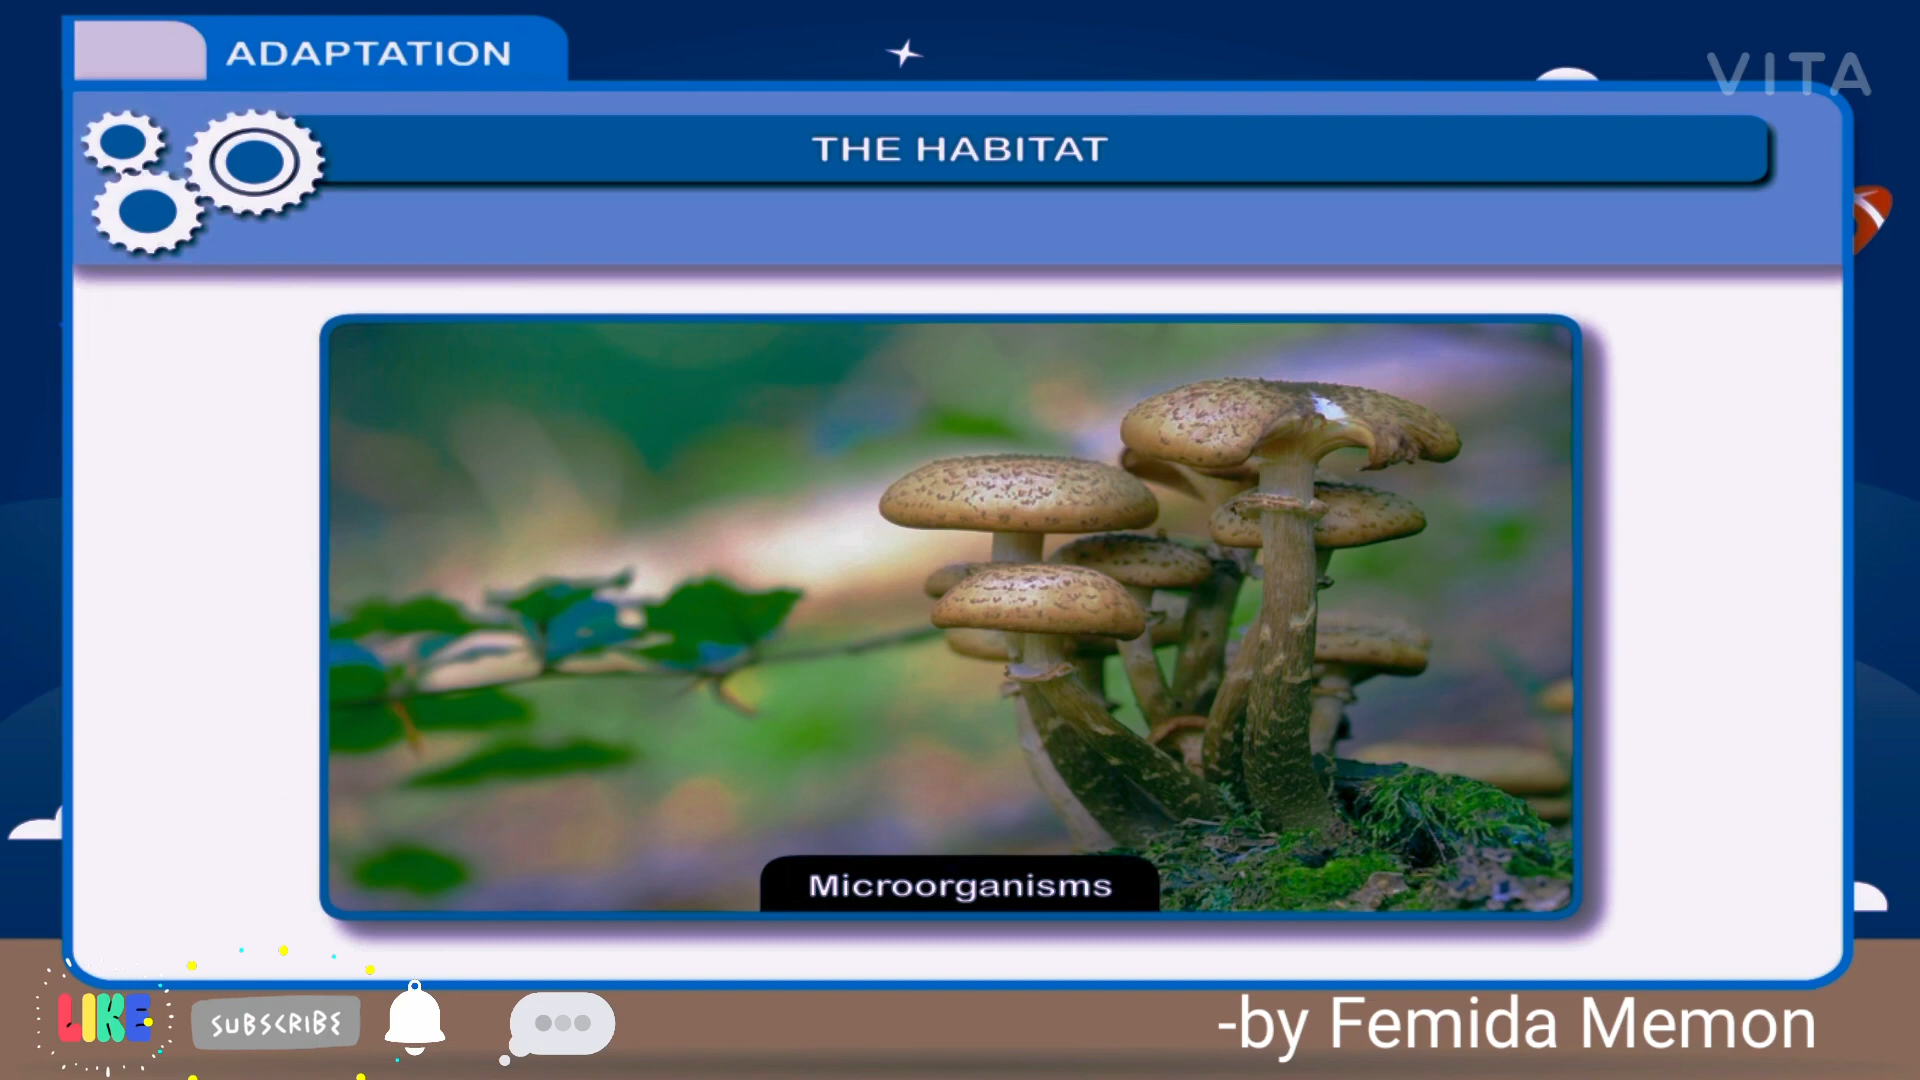 ADAPTATION
VITA
THE HABITAT
Microorganisms
LIKE
SUBSCRIBE
-by Femida Memon